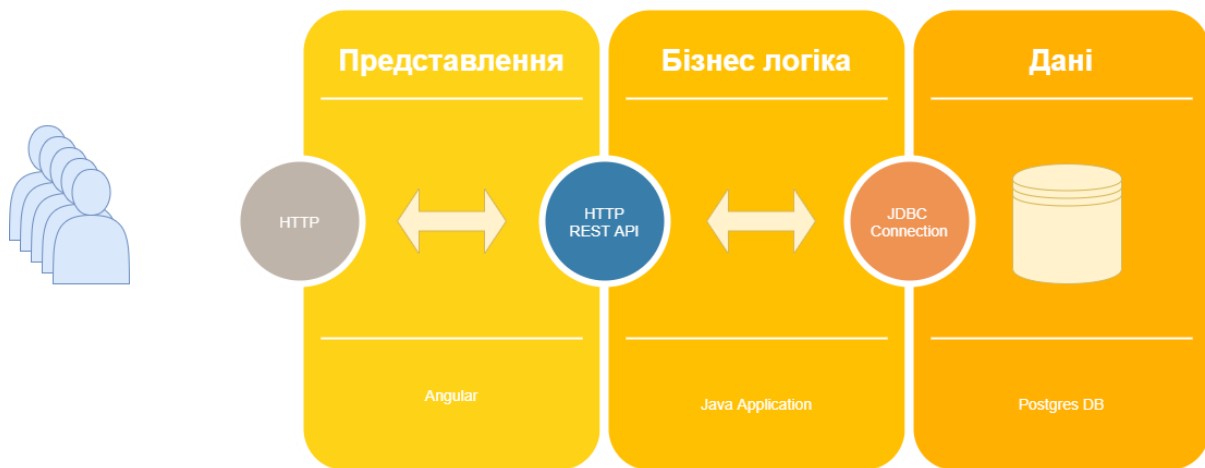 Представлення
Бізнес логіка
Дані
HTTP
HTTP
REST API
JDBC
Connection
Angular
Java Application
Postgres DB